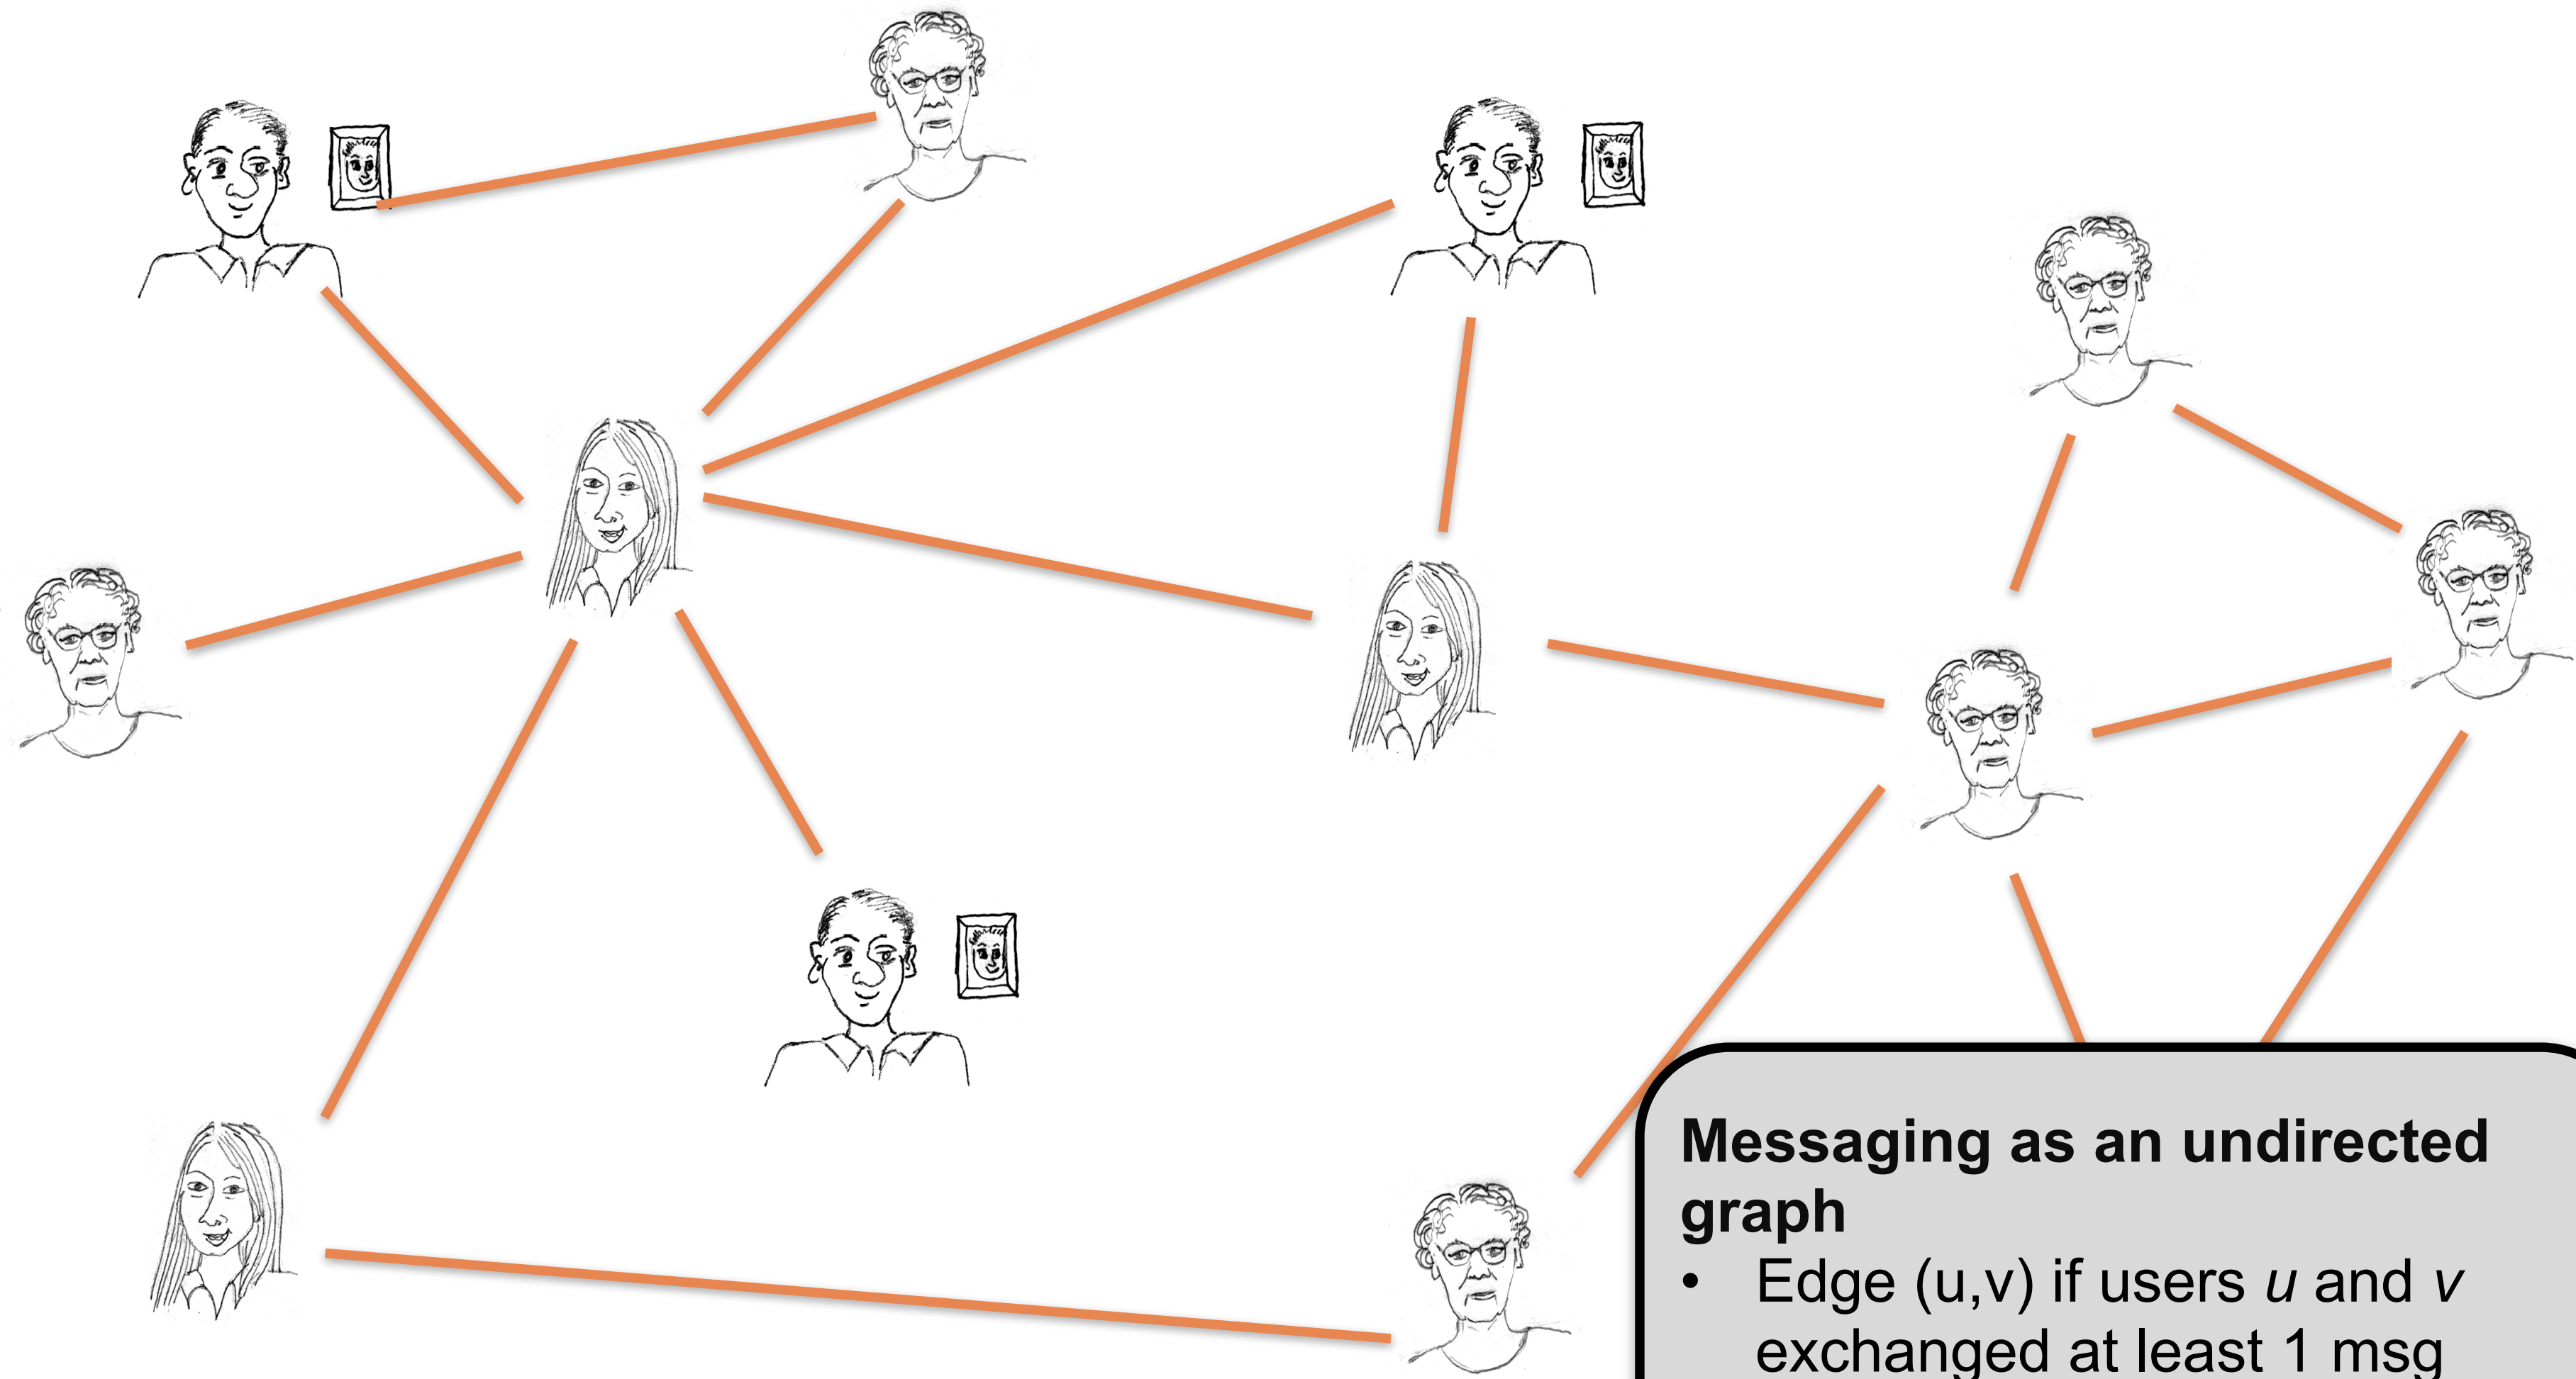 Messaging as an undirected
graph
• Edge (u,v) if users u and v
exchanged at least 1 msg